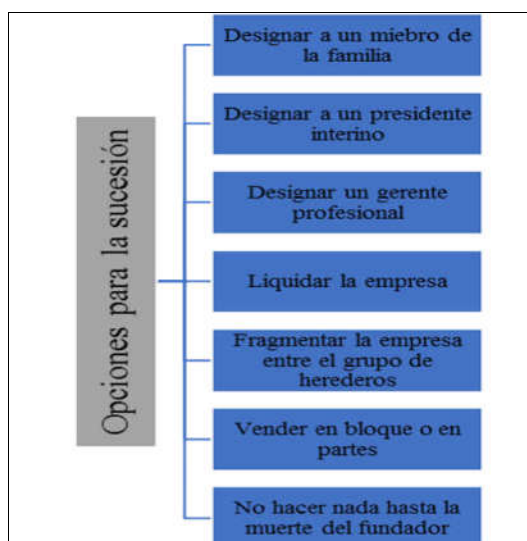 Opciones para la sucesión
Designar a un miebro de
la familia
Designar a un presidente
interino
Designar un gerente
profesional
Liquidar la empresa
Fragmentar la empresa
entre el grupo de
herederos
Vender en bloque o en
partes
No hacer nada hasta la
muerte del fundador